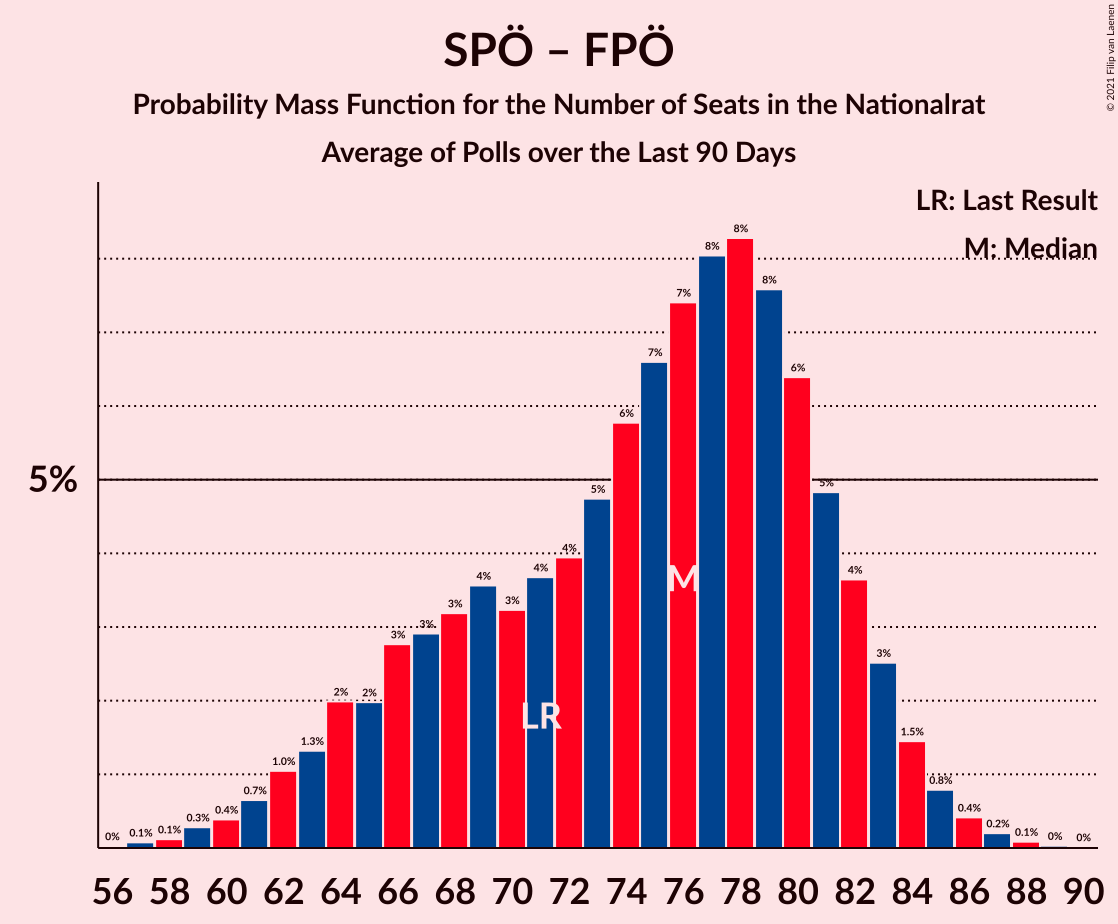 SPÖ – FPÖ
Probability Mass Function for the Number of Seats in the Nationalrat
Average of Polls over the Last 90 Days
© 2021 Filip van Laenen
LR: Last Result
M: Median
5%
0% 0.1% 0.1% 0.3% 0.4% 0.7% 1.0% 1.3% 2% 2% 3% 3% 3% 4% 3% 4% 4% 5% 6% 7% 7% 8% 8% 8% 6% 5% 4% 3% 1.5% 0.8% 0.4% 0.2% 0.1% 0% 0%
M
LR
56 58 60 62 64 66 68 70 72 74 76 78 80 82 84 86 88 90